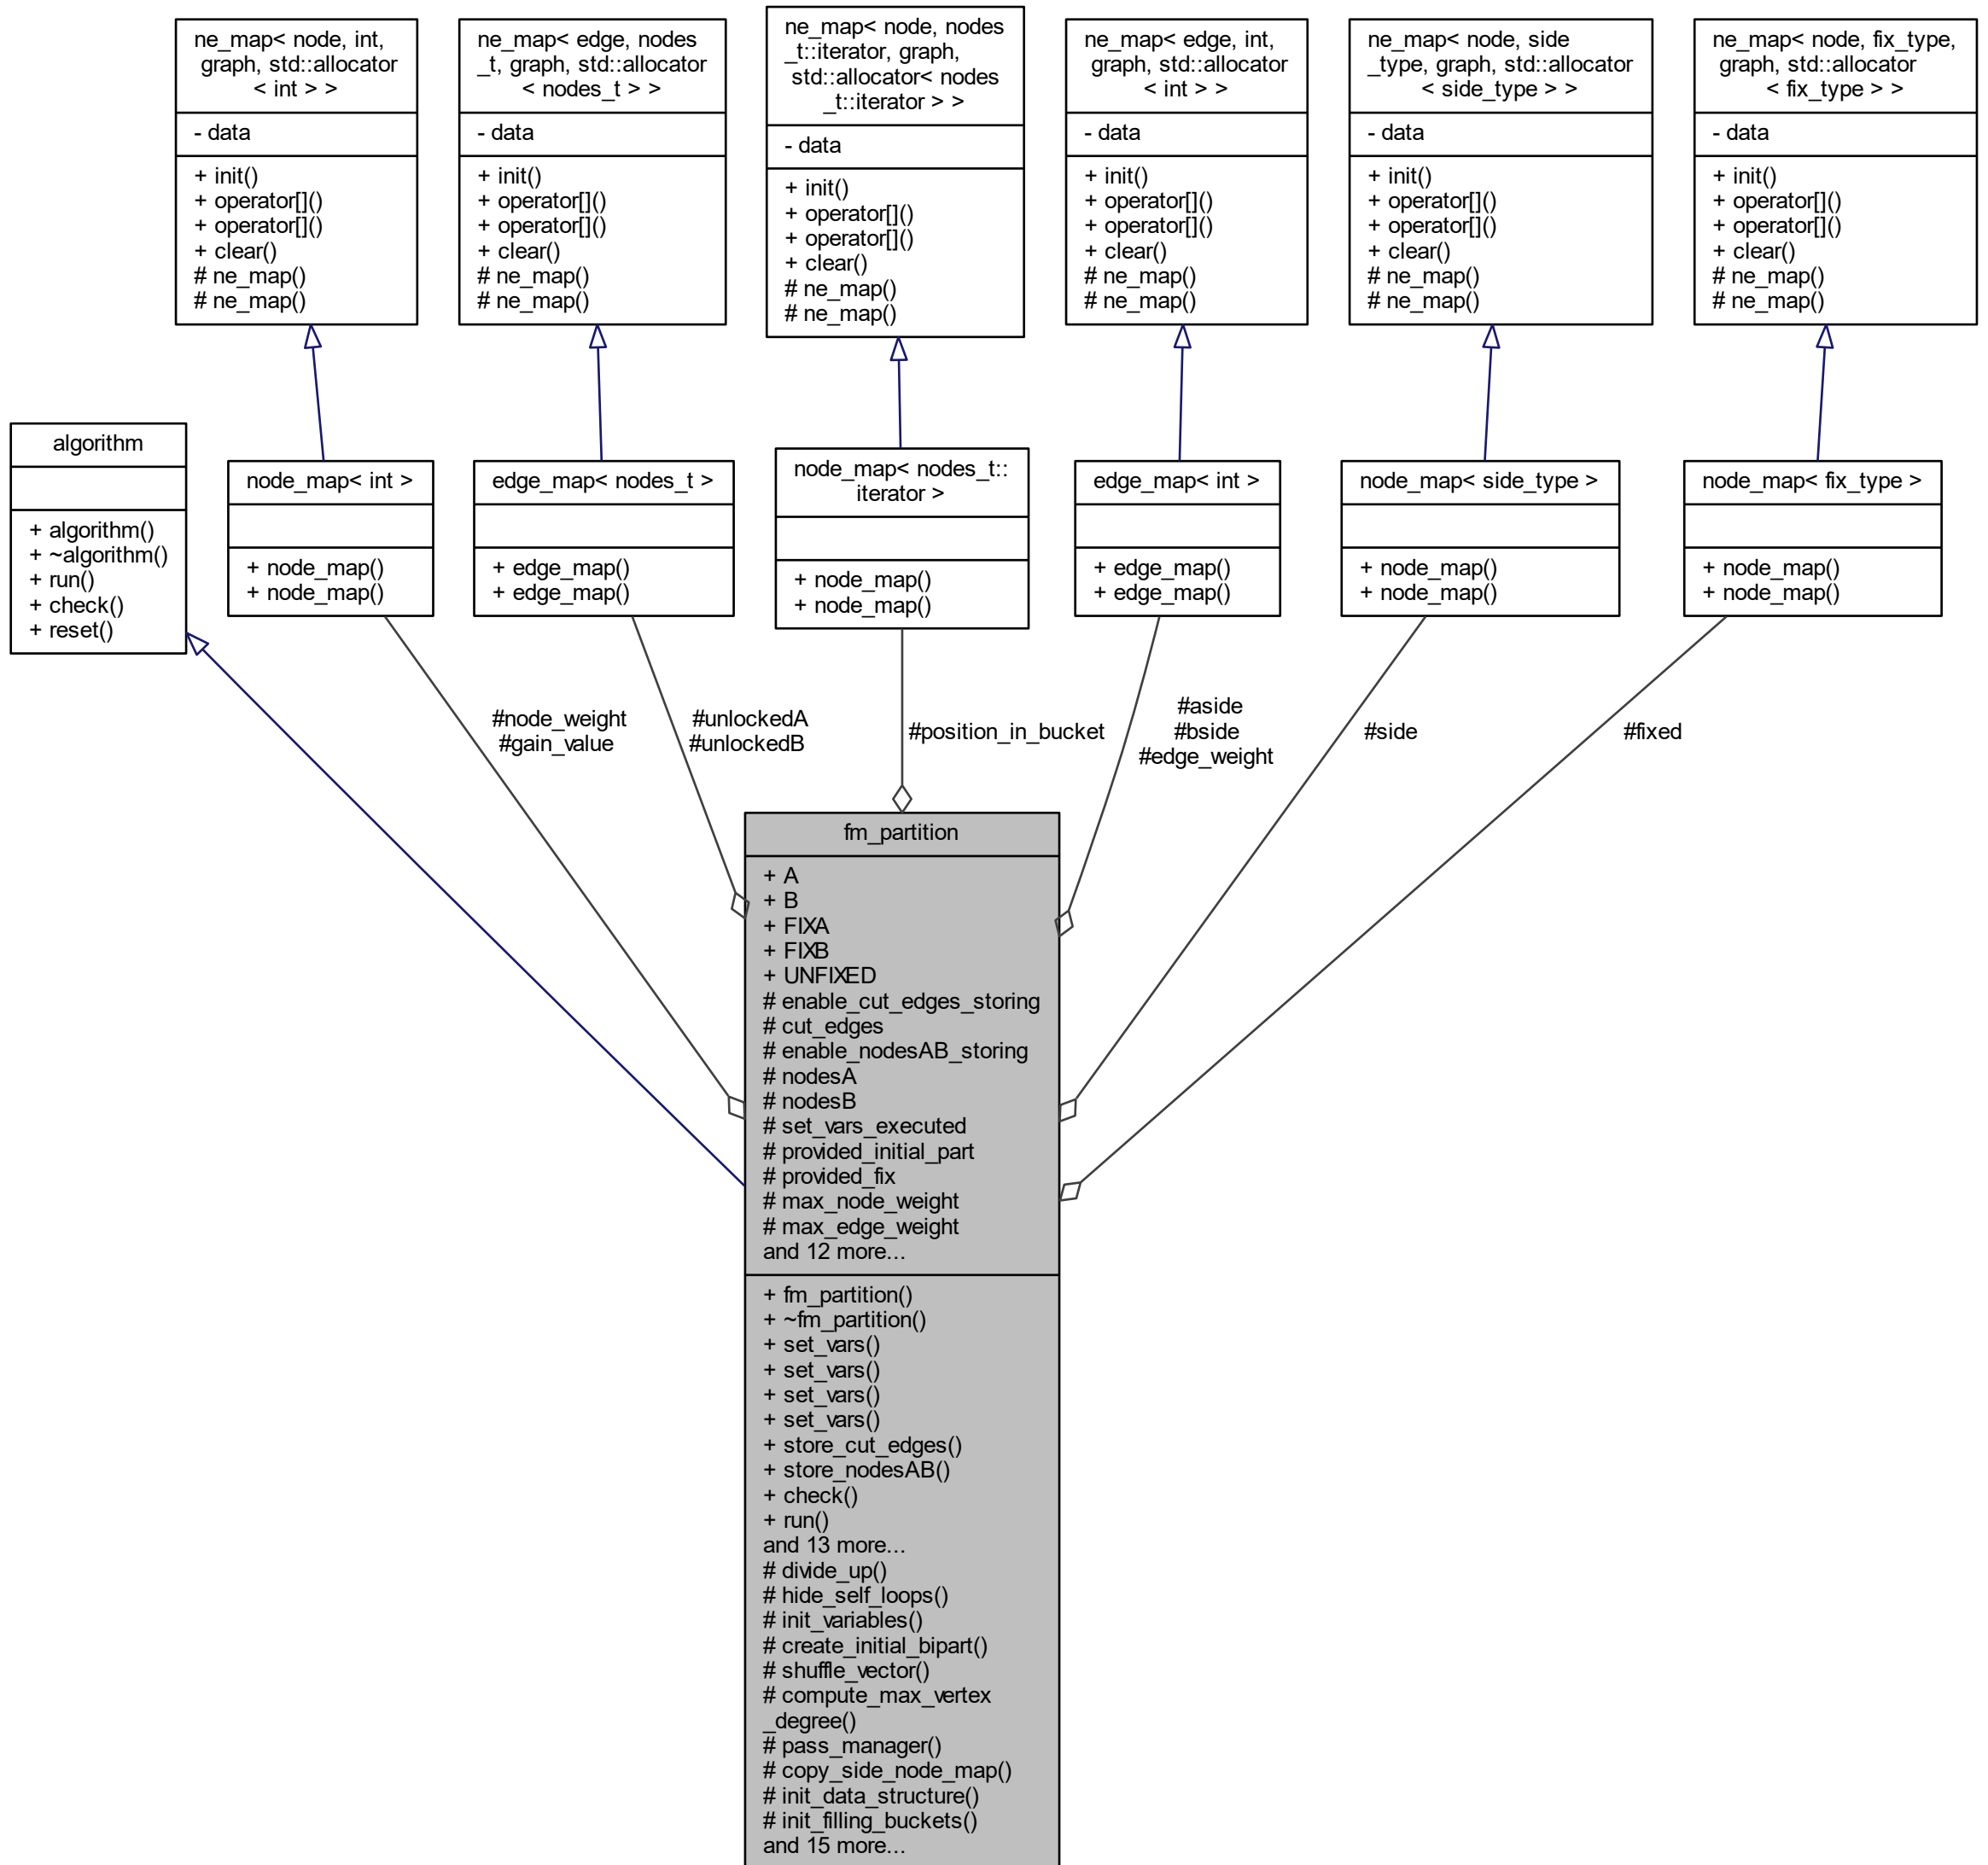 ne_map< node, int,
graph, std::allocator
< int > >
- data
+ init()
+ operator[]()
+ operator[]()
+ clear()
# ne_map()
# ne_map()
ne_map< edge, nodes
_t, graph, std::allocator
< nodes_t > >
- data
+ init()
+ operator[]()
+ operator[]()
+ clear()
# ne_map()
# ne_map()
ne_map< node, nodes
_t::iterator, graph,
std::allocator< nodes
_t::iterator > >
- data
+ init()
+ operator[]()
+ operator[]()
+ clear()
# ne_map()
# ne_map()
ne_map< edge, int,
graph, std::allocator
< int > >
- data
+ init()
+ operator[]()
+ operator[]()
+ clear()
# ne_map()
# ne_map()
ne_map< node, side
_type, graph, std::allocator
< side_type > >
- data
+ init()
+ operator[]()
+ operator[]()
+ clear()
# ne_map()
# ne_map()
ne_map< node, fix_type,
graph, std::allocator
< fix_type > >
- data
+ init()
+ operator[]()
+ operator[]()
+ clear()
# ne_map()
# ne_map()
algorithm
+ algorithm()
+ ~algorithm()
+ run()
+ check()
+ reset()
node_map< int >
+ node_map()
+ node_map()
edge_map< nodes_t >
+ edge_map()
+ edge_map()
node_map< nodes_t::
iterator >
+ node_map()
+ node_map()
edge_map< int >
+ edge_map()
+ edge_map()
node_map< side_type >
+ node_map()
+ node_map()
node_map< fix_type >
+ node_map()
+ node_map()
#node_weight
#gain_value
#unlockedA
#unlockedB
#position_in_bucket
#aside
#bside
#edge_weight
#side
#fixed
fm_partition
+ A
+ B
+ FIXA
+ FIXB
+ UNFIXED
# enable_cut_edges_storing
# cut_edges
# enable_nodesAB_storing
# nodesA
# nodesB
# set_vars_executed
# provided_initial_part
# provided_fix
# max_node_weight
# max_edge_weight
and 12 more...
+ fm_partition()
+ ~fm_partition()
+ set_vars()
+ set_vars()
+ set_vars()
+ set_vars()
+ store_cut_edges()
+ store_nodesAB()
+ check()
+ run()
and 13 more...
# divide_up()
# hide_self_loops()
# init_variables()
# create_initial_bipart()
# shuffle_vector()
# compute_max_vertex
_degree()
# pass_manager()
# copy_side_node_map()
# init_data_structure()
# init_filling_buckets()
and 15 more...